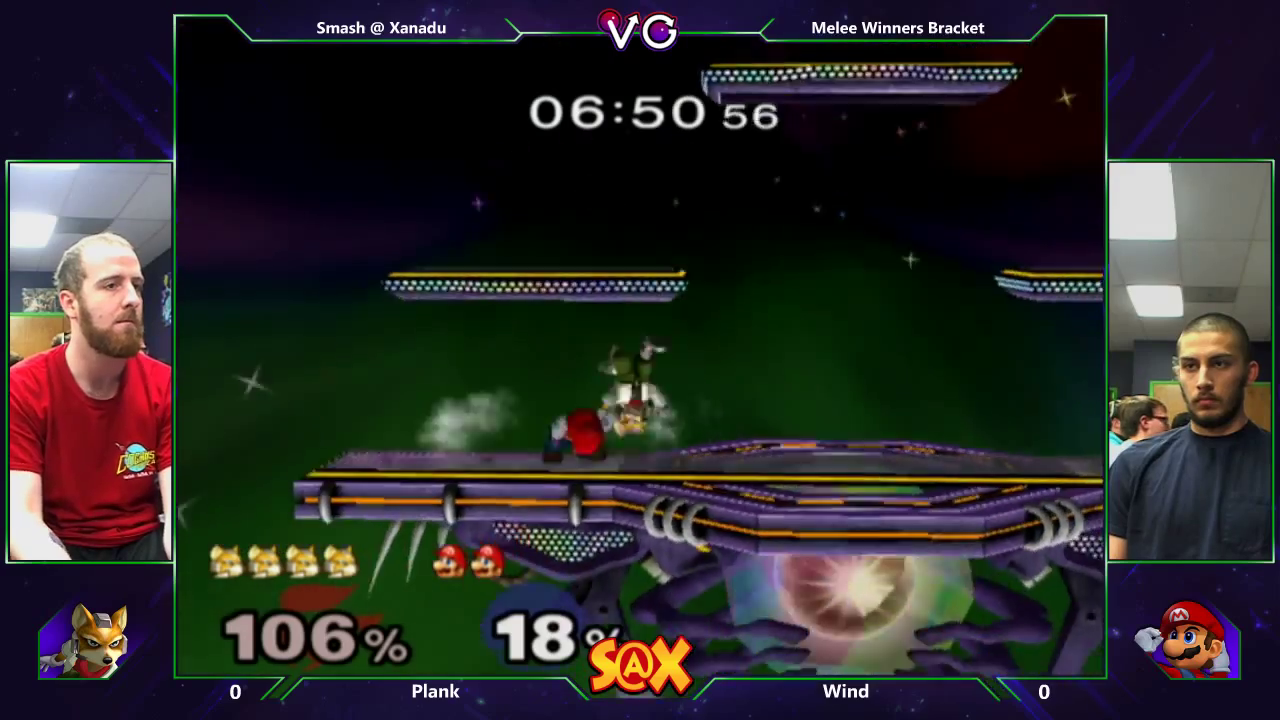 Smash @ Xanadu
VG
Melee Winners Bracket
06:50 56
106%
18%
S@X
0
Plank
Wind
0